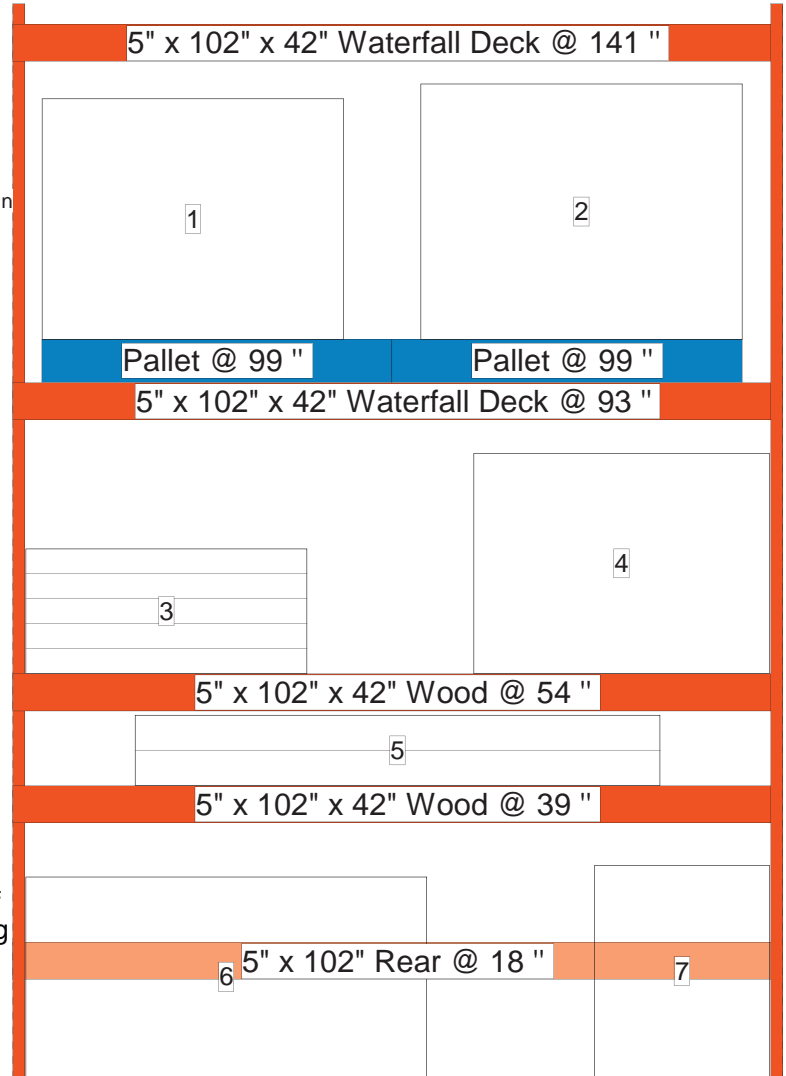 5" x 102" x 42" Waterfall Deck @ 141 "
n
1
2
Pallet @ 99 "
Pallet @ 99 "
5" x 102" x 42" Waterfall Deck @ 93 "
4
3
5" x 102" x 42" Wood @ 54 "
5
5" x 102" x 42" Wood @ 39 "
g
5" x 102" Rear @ 18 "
6
7